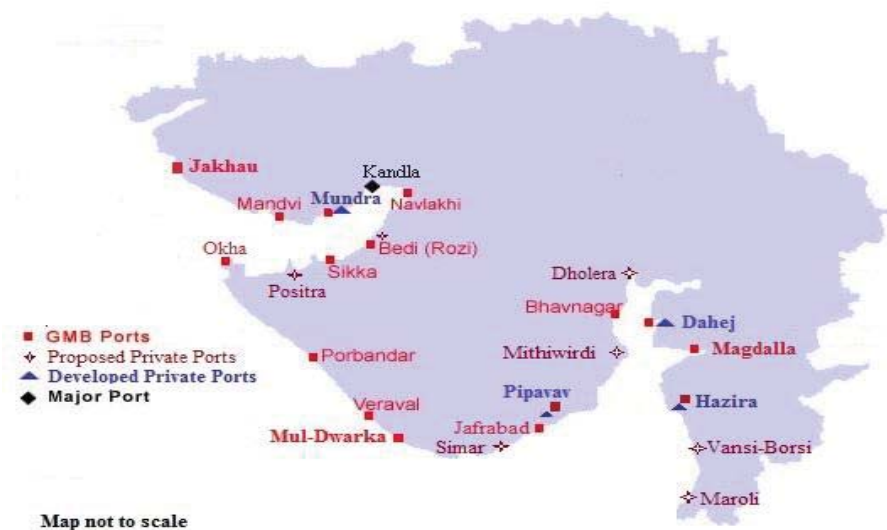 Jakhau
Kandla
Mandvi
Mundra
Navlakhi
Okha
Bedi (Rozi)
Sikka
Positra
Dholera
Bhavnagar
Dahej
GMB Ports
Proposed Private Ports
Developed Private Ports
Major Port
Porbandar
Mithiwirdi
Magdalla
Pipavav
Hazira
Veraval
Jafrabad
Mul-Dwarka
Simar
Vansi-Borsi
Maroli
Map not to scale